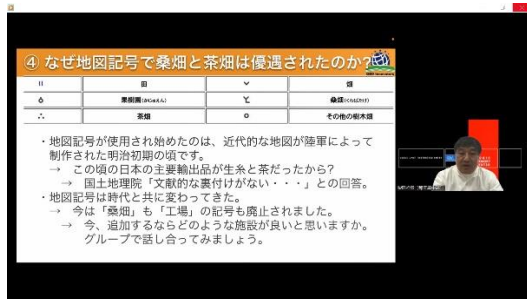 ④ なぜ地図記号で桑畑と茶畑は優遇されたのか?
田 畑
果樹園(かじゅえん) 桑畑(くわばたけ)
茶畑 その他の樹木畑
・地図記号が使用され始めたのは、近代的な地図が陸軍によって
制作された明治初期の頃です。
→ この頃の日本の主要輸出品が生糸と茶だったから?
→ 国土地理院「文献的な裏付けがない・・・」との回答。
・地図記号は時代と共に変わってきた。
→ 今は「桑畑」も「工場」の記号も廃止されました。
→ 今、追加するならどのような施設が良いと思いますか。
グループで話し合ってみましょう。